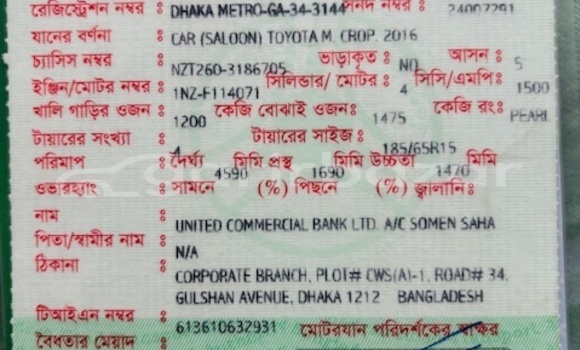 রেজিস্ট্রেশন নম্বর ঃ DHAKA METRO-GA-34-3144 সনদ নম্বর ঃ 24007291
যানের বর্ণনা ঃ CAR (SALOON) TOYOTA M. CROP. 2016
চ্যাসিস নম্বর ঃ NZT260-3186705 ভাড়াকৃত ঃ NO আসন ঃ 5
ইঞ্জিন/মোটর নম্বর ঃ 1NZ-F114071 সিলিন্ডার/ মোটর ঃ 4 সিসি/এমপিঃ 1500
খালি গাড়ির ওজন ঃ 1200 কেজি বোঝাই ওজনঃ 1475 কেজি রংঃ PEARL
টায়ারের সংখ্যা ঃ 4 টায়ারের সাইজ ঃ 185/65R15
পরিমাপ ঃ দৈর্ঘ্য 4590 মিমি প্রস্থ 1690 মিমি উচ্চতা 1470 মিমি
ওভারহ্যাং ঃ সামনে (%) পিছনে (%) জ্বালানিঃ
নাম ঃ UNITED COMMERCIAL BANK LTD. A/C SOMEN SAHA
পিতা/স্বামীর নাম ঃ N/A
ঠিকানা ঃ CORPORATE BRANCH, PLOT# CWS(A)-1, ROAD# 34,
GULSHAN AVENUE, DHAKA 1212 BANGLADESH
টিআইএন নম্বর ঃ 613610632931 মোটরযান পরিদর্শকের স্বাক্ষর
বৈধতার মেয়াদ ঃ